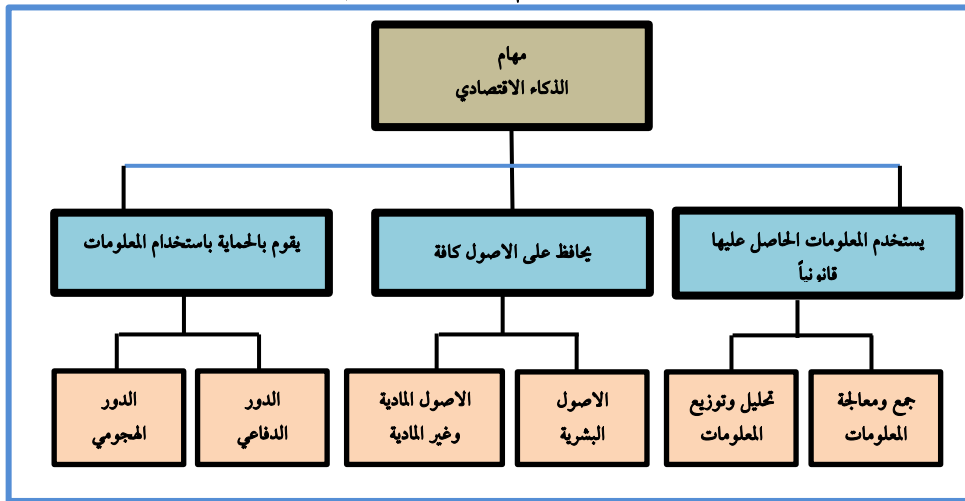 مهام
الذكاء الاقتصادي
يستخدم المعلومات الحاصل عليها
قانونياً
يحافظ على الاصول كافة
يقوم بالحماية باستخدام المعلومات
جمع ومعالجة
المعلومات
تحليل وتوزيع
المعلومات
الاصول
البشرية
الاصول المادية
وغير المادية
الدور
الدفاعي
الدور
الهجومي